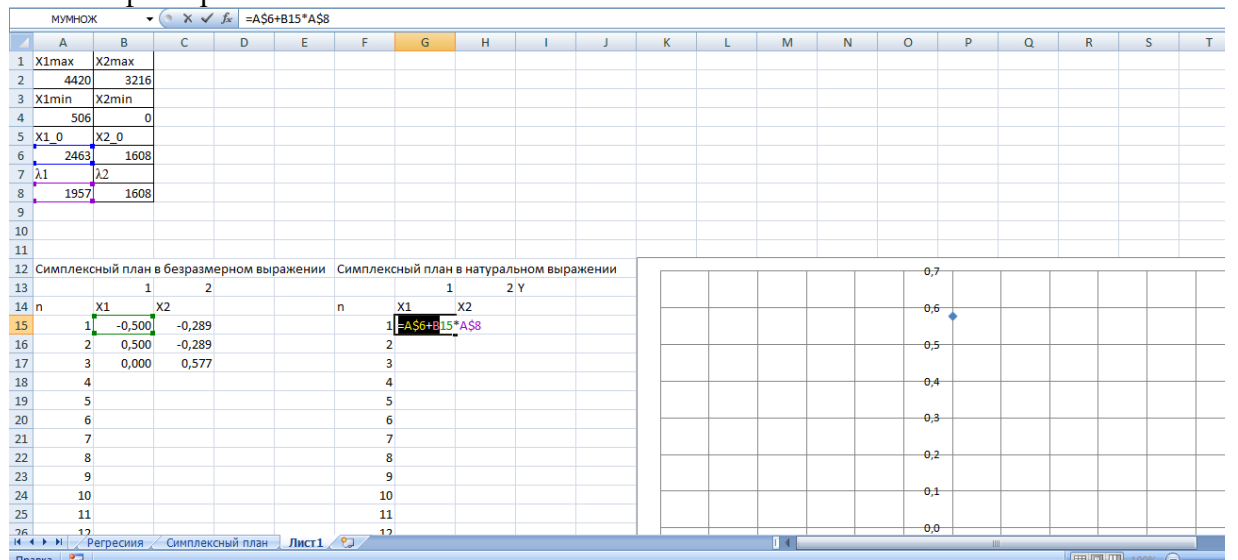 МУМНОЖ =A$6+B15*A$8
A B C D E F G H I J K L M N O P Q R S T
1 X1max X2max
2 4420 3216
3 X1min X2min
4 506 0
5 X1_0 X2_0
6 2463 1608
7 λ1 λ2
8 1957 1608
9
10
11
12 Симплексный план в безразмерном выражении Симплексный план в натуральном выражении
13 1 2 1 2 Y
14 n X1 X2 n X1 X2
15 1 -0,500 -0,289 1 =A$6+B15*A$8
16 2 0,500 -0,289 2
17 3 0,000 0,577 3
18 4 4
19 5 5
20 6 6
21 7 7
22 8 8
23 9 9
24 10 10
25 11 11
26 12 12
0,7
0,6
0,5
0,4
0,3
0,2
0,1
0,0
Регресиия Симплексный план Лист1
100%